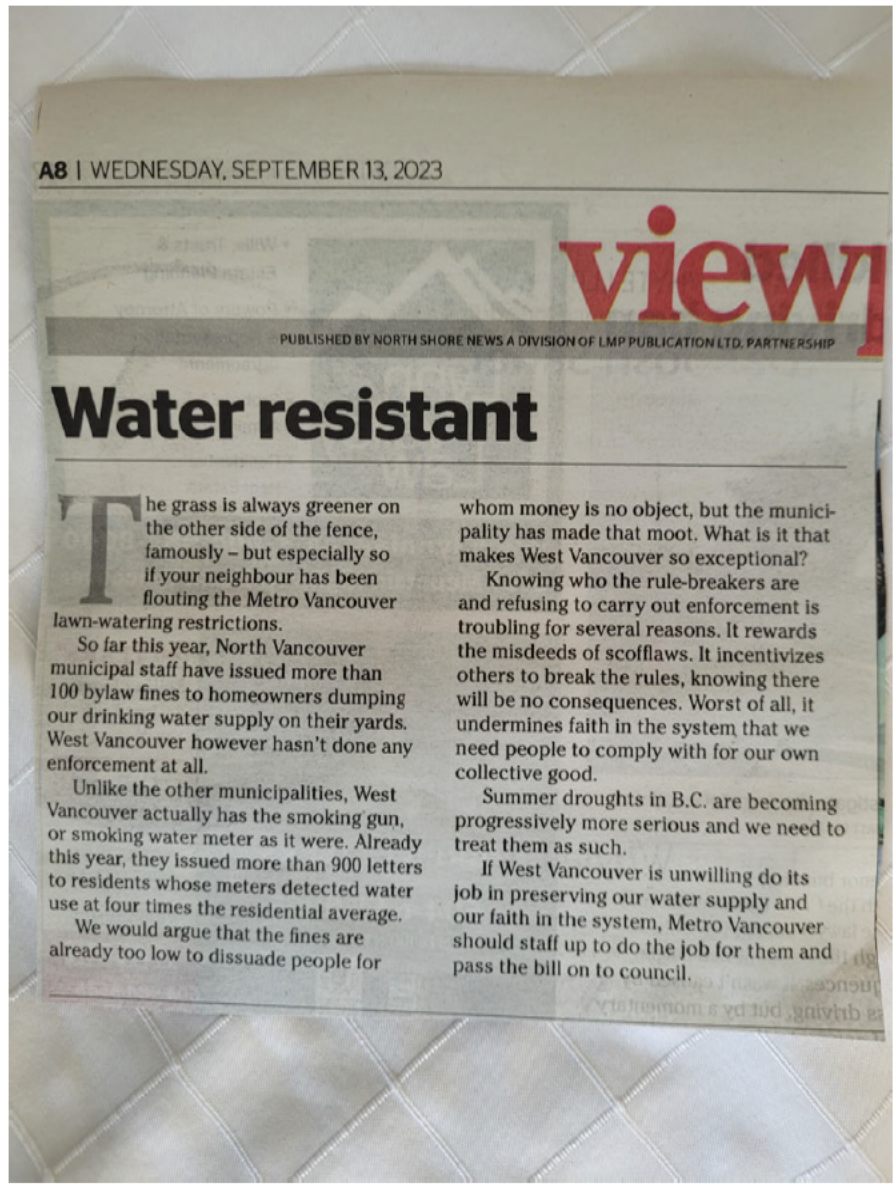 A8 | WEDNESDAY, SEPTEMBER 13, 2023
view
PUBLISHED BY NORTH SHORE NEWS A DIVISION OF LMP PUBLICATION LTD. PARTNERSHIP
Water resistant
The grass is always greener on
the other side of the fence,
famously – but especially so
if your neighbour has been
flouting the Metro Vancouver
lawn-watering restrictions.
So far this year, North Vancouver
municipal staff have issued more than
100 bylaw fines to homeowners dumping
our drinking water supply on their yards.
West Vancouver however hasn't done any
enforcement at all.
Unlike the other municipalities, West
Vancouver actually has the smoking gun,
or smoking water meter as it were. Already
this year, they issued more than 900 letters
to residents whose meters detected water
use at four times the residential average.
We would argue that the fines are
already too low to dissuade people for
whom money is no object, but the munici-
pality has made that moot. What is it that
makes West Vancouver so exceptional?
Knowing who the rule-breakers are
and refusing to carry out enforcement is
troubling for several reasons. It rewards
the misdeeds of scofflaws. It incentivizes
others to break the rules, knowing there
will be no consequences. Worst of all, it
undermines faith in the system that we
need people to comply with for our own
collective good.
Summer droughts in B.C. are becoming
progressively more serious and we need to
treat them as such.
If West Vancouver is unwilling do its
job in preserving our water supply and
our faith in the system, Metro Vancouver
should staff up to do the job for them and
pass the bill on to council.